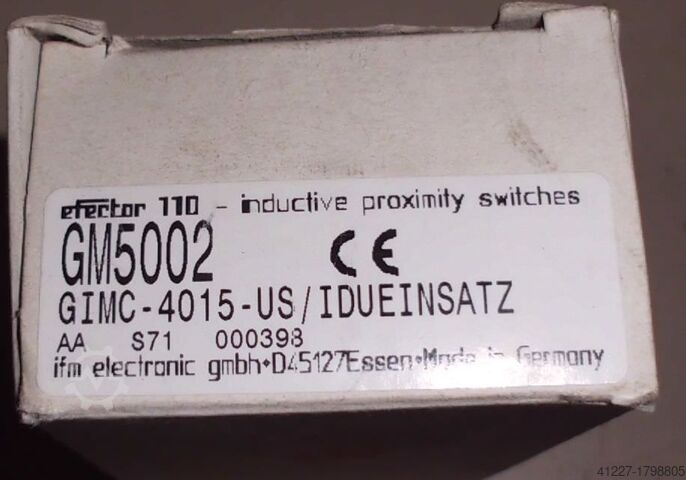 efector 110 - inductive proximity switches
GM5002 CE
GIMC-4015-US/IDUEINSATZ
AA S71 000398
ifm electronic gmbh•D45127Essen•Made in Germany
41227-1798805